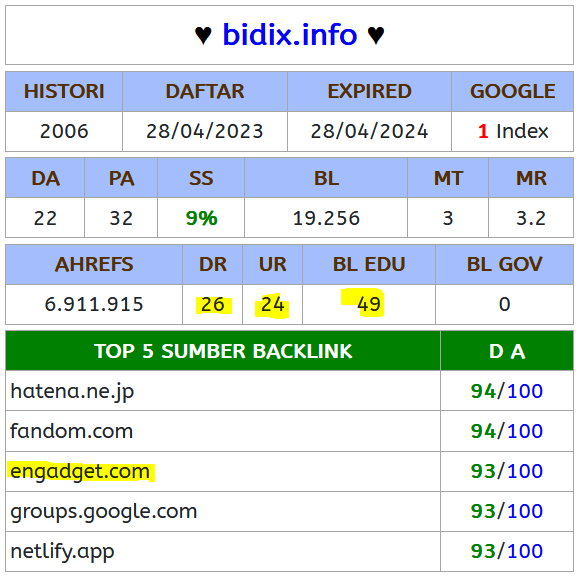 ♥ bidix.info ♥
HISTORI DAFTAR EXPIRED GOOGLE
2006 28/04/2023 28/04/2024 1 Index
DA PA SS BL MT MR
22 32 9% 19.256 3 3.2
AHREFS DR UR BL EDU BL GOV
6.911.915 26 24 49 0
TOP 5 SUMBER BACKLINK D A
hatena.ne.jp 94/100
fandom.com 94/100
engadget.com 93/100
groups.google.com 93/100
netlify.app 93/100